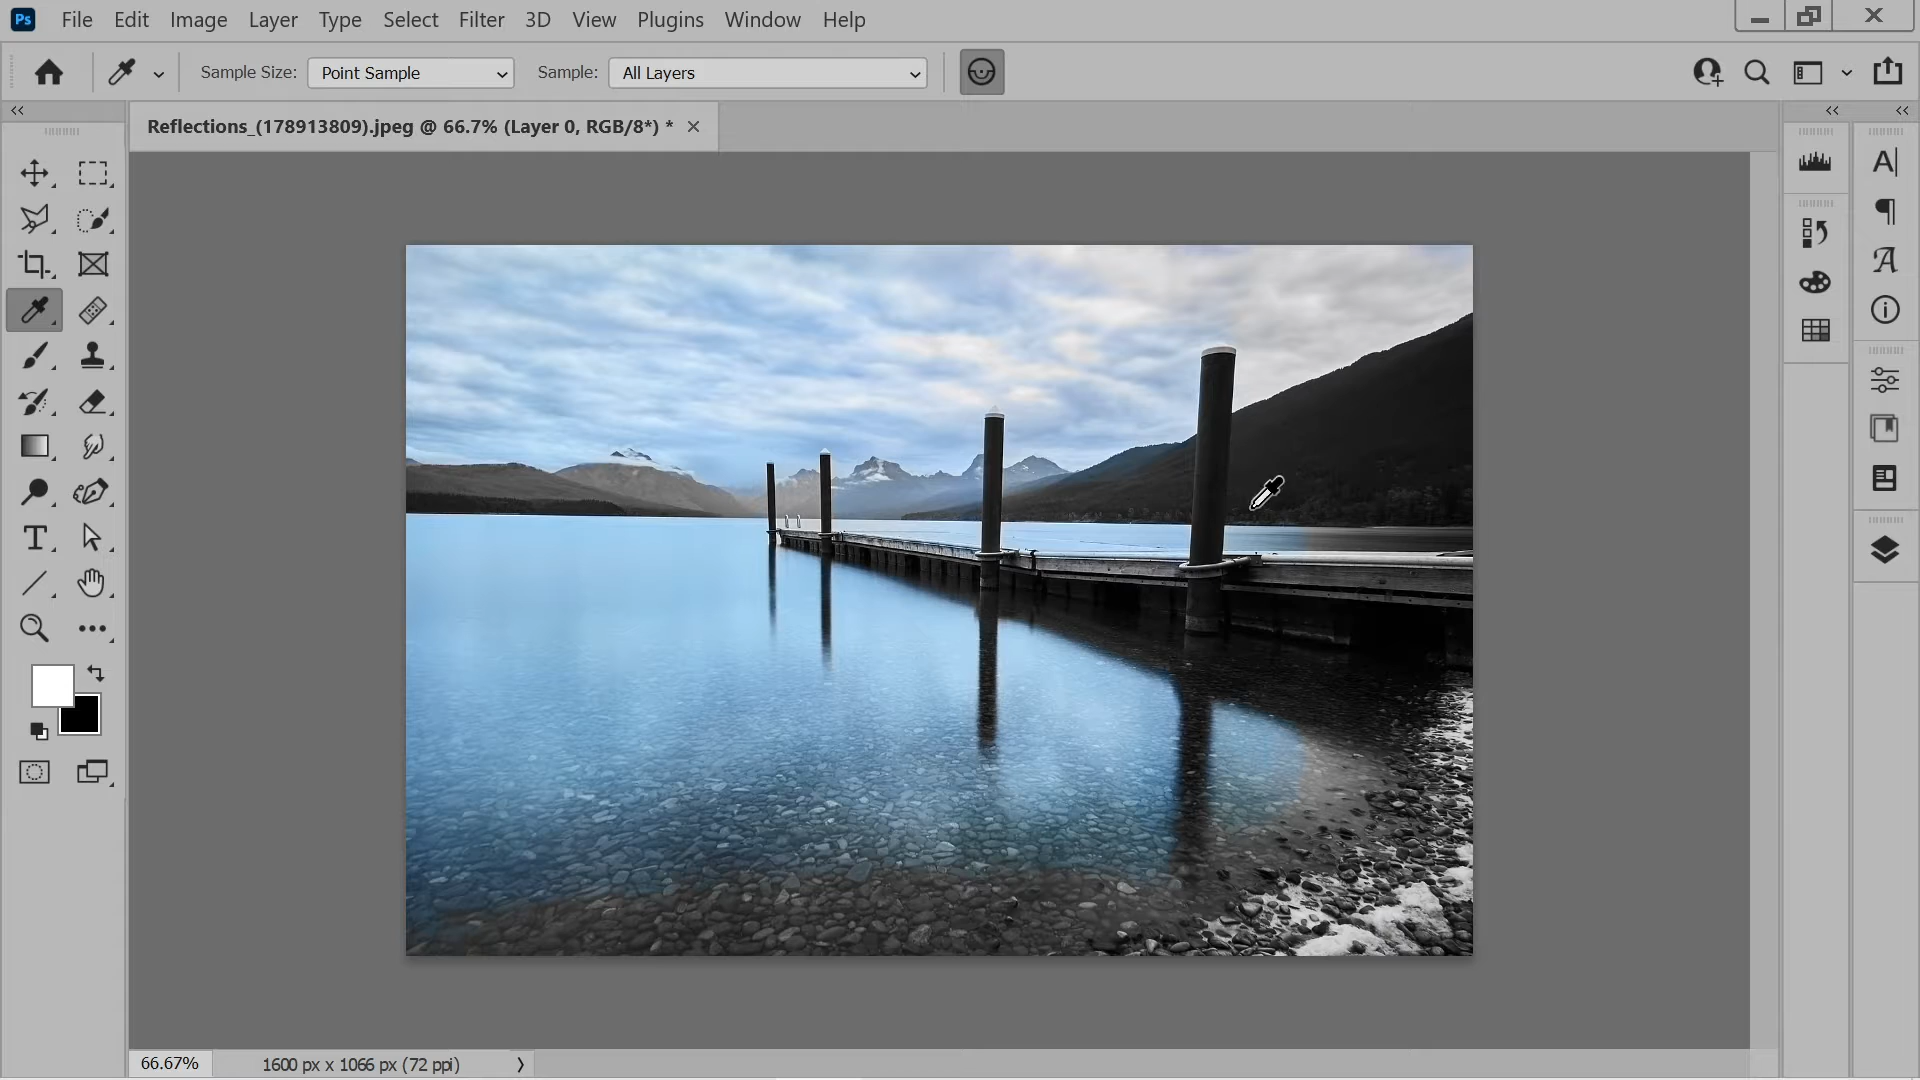 Ps File Edit Image Layer Type Select Filter 3D View Plugins Window Help
Sample Size: Point Sample Sample: All Layers
Reflections_(178913809).jpeg @ 66.7% (Layer 0, RGB/8*) *
66.67% 1600 px x 1066 px (72 ppi)